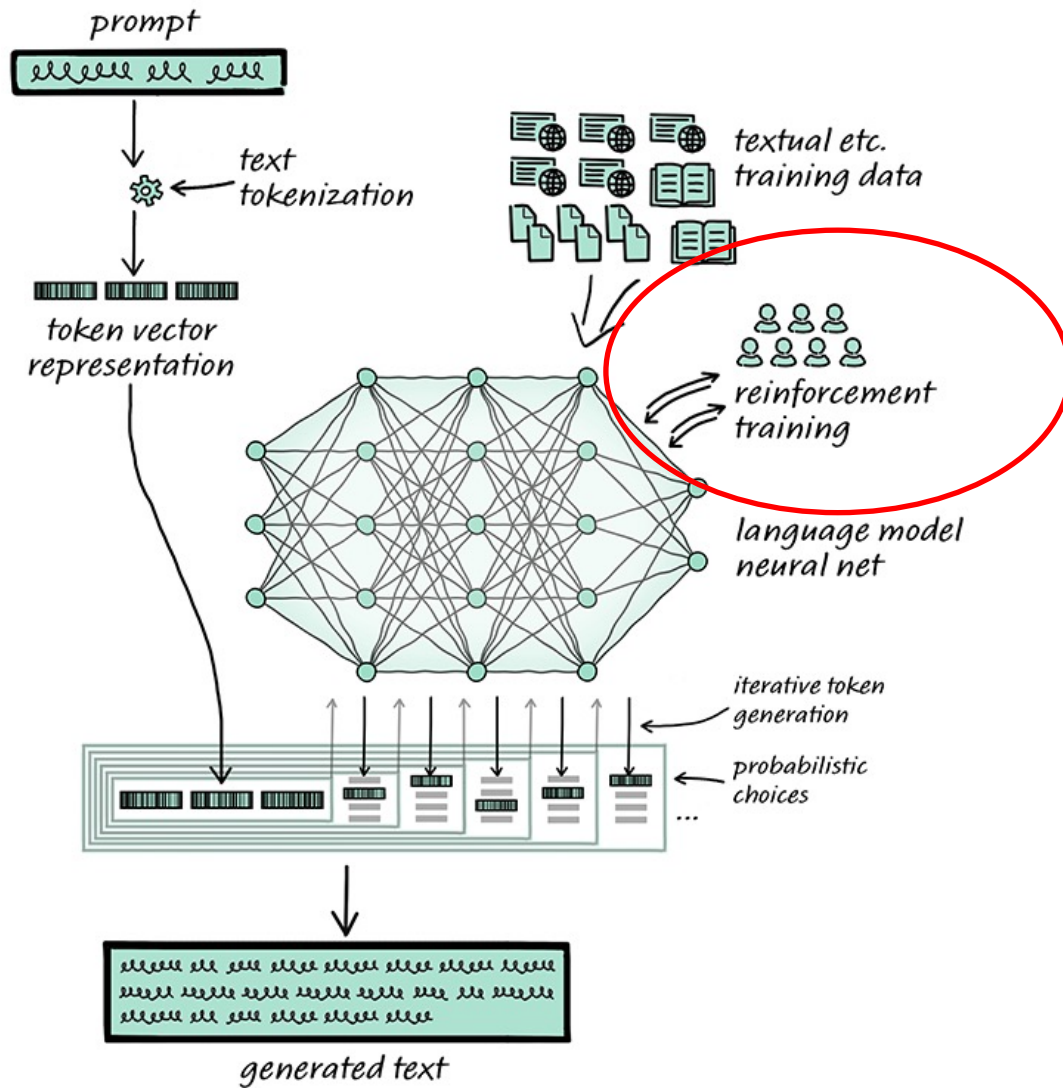 prompt
text
tokenization
token vector
representation
textual etc.
training data
reinforcement
training
language model
neural net
iterative token
generation
probabilistic
choices
...
generated text